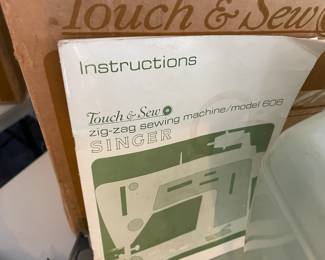 Touch & Sew
Instructions
Touch & Sew
zig-zag sewing machine/model 608
SINGER